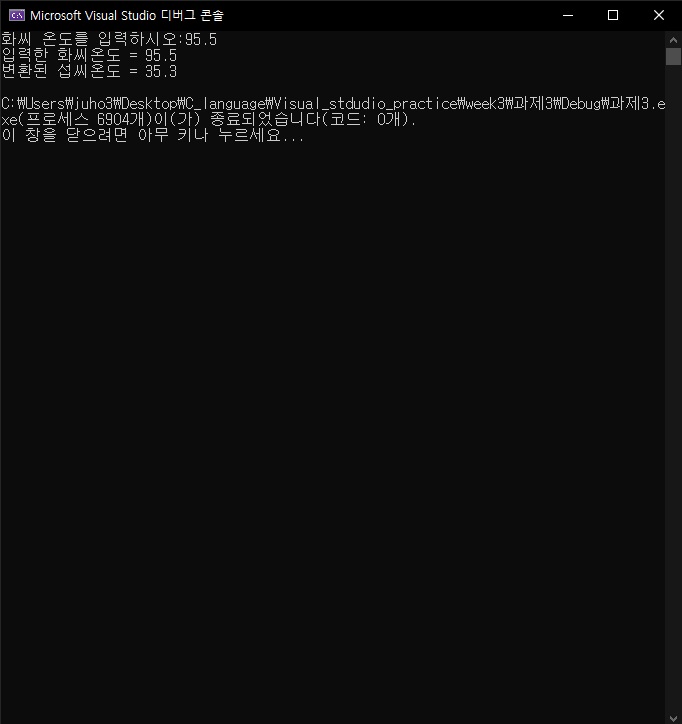 Microsoft Visual Studio 디버그 콘솔
화씨 온도를 입력하시오:95.5
입력한 화씨온도 = 95.5
변환된 섭씨온도 = 35.3
C:₩Users₩juho3₩Desktop₩C_language₩Visual_stdudio_practice₩week3₩과제3₩Debug₩과제3.e
xe(프로세스 6904개)이(가) 종료되었습니다(코드: 0개).
이 창을 닫으려면 아무 키나 누르세요...